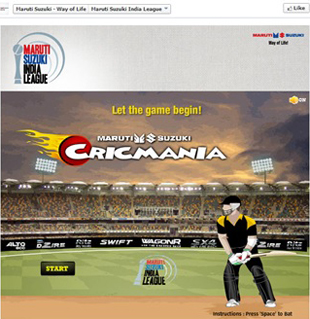 Maruti Suzuki - Way of Life
Maruti Suzuki India League
Like
MARUTI
SUZUKI
INDIA
LEAGUE
MARUTI SUZUKI
Way of Life!
Let the game begin!
MARUTI SUZUKI
CRICMANIA
DZIRE SWIFT WAGONR SX4 ALTO DZIRE
START
MARUTI
SUZUKI
INDIA
LEAGUE
Instructions : Press 'Space' to Bat